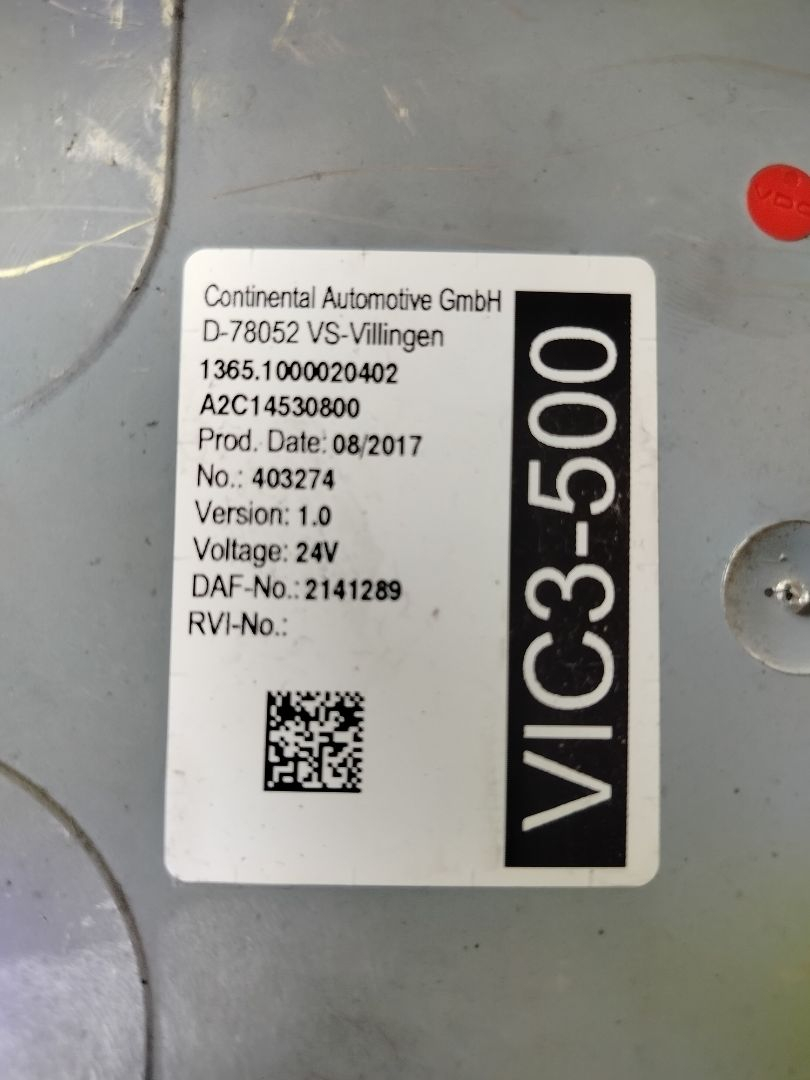 Continental Automotive GmbH
D-78052 VS-Villingen
1365.1000020402
A2C14530800
Prod. Date: 08/2017
No.: 403274
Version: 1.0
Voltage: 24V
DAF-No.: 2141289
RVI-No.:
VIC3-500
VDO